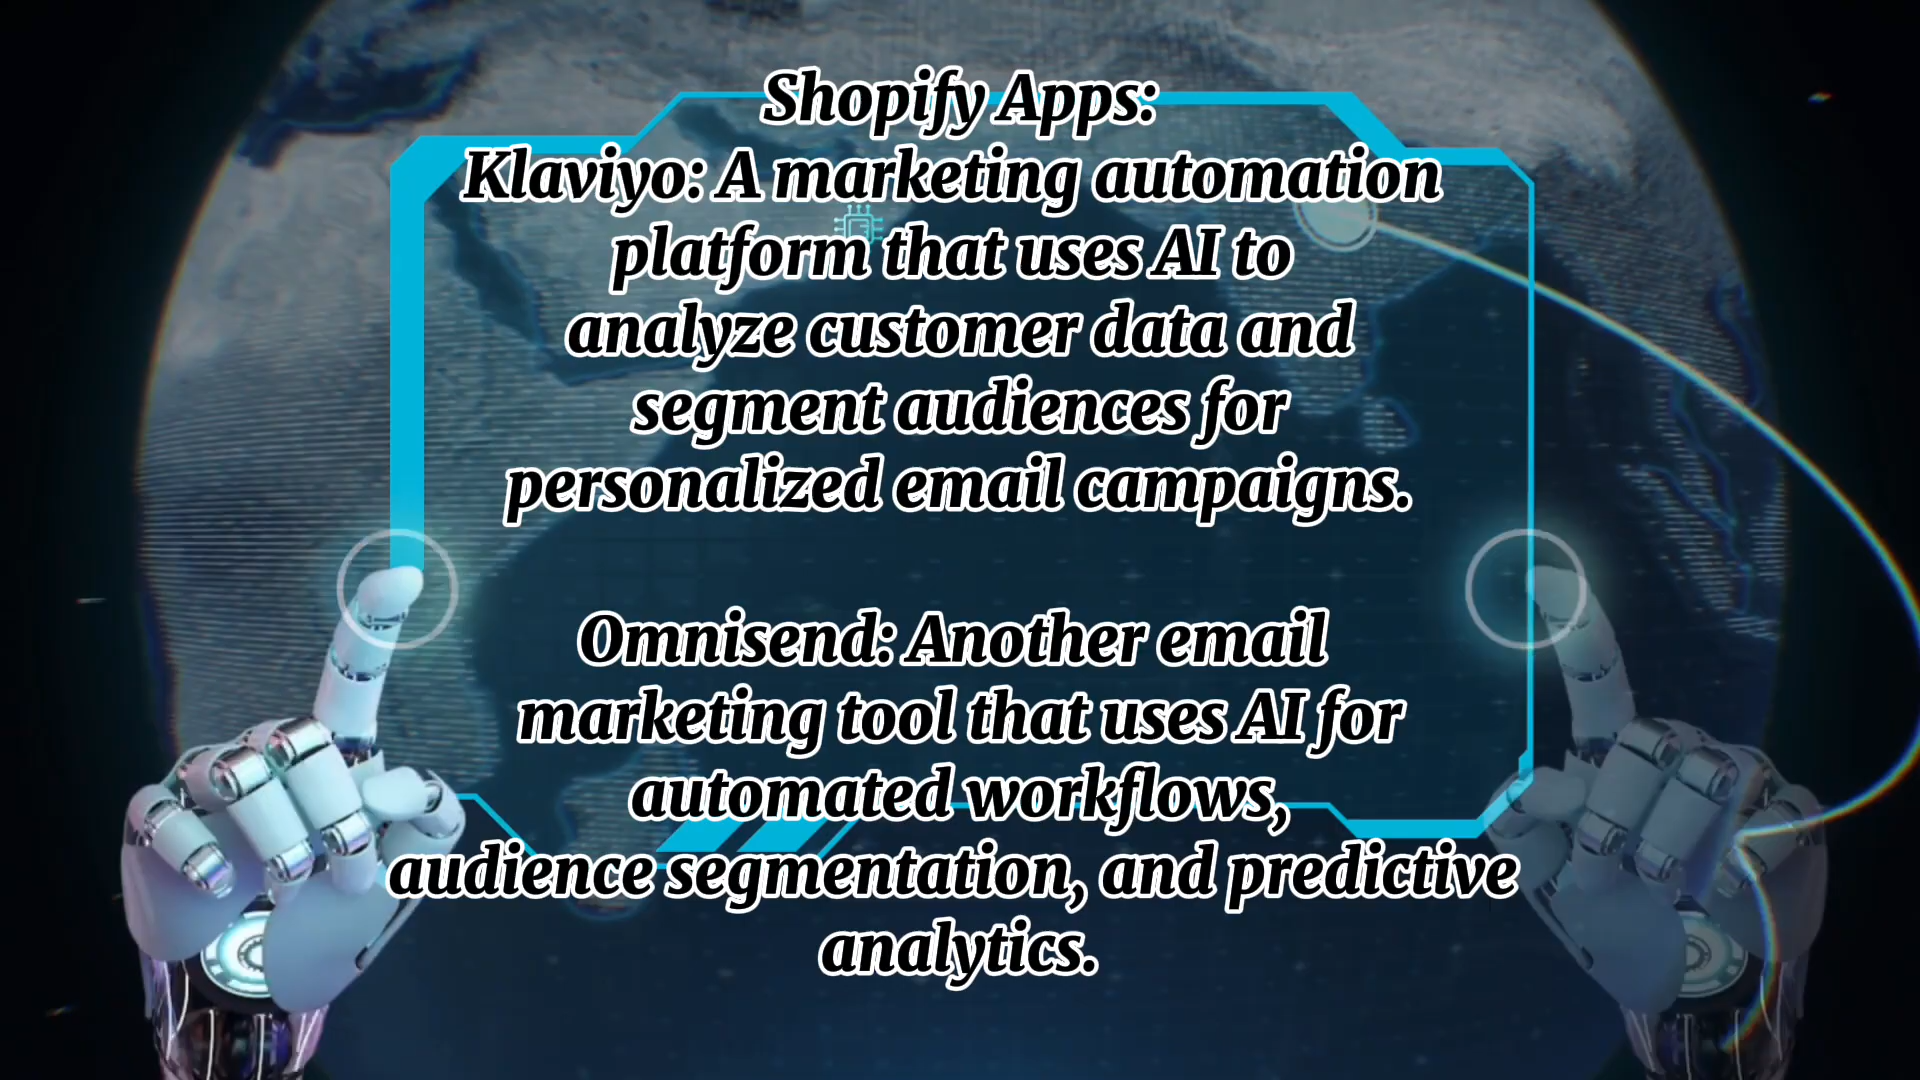 Shopify Apps:
Klaviyo: A marketing automation
platform that uses AI to
analyze customer data and
segment audiences for
personalized email campaigns.
Omnisend: Another email
marketing tool that uses AI for
automated workflows,
audience segmentation, and predictive
analytics.